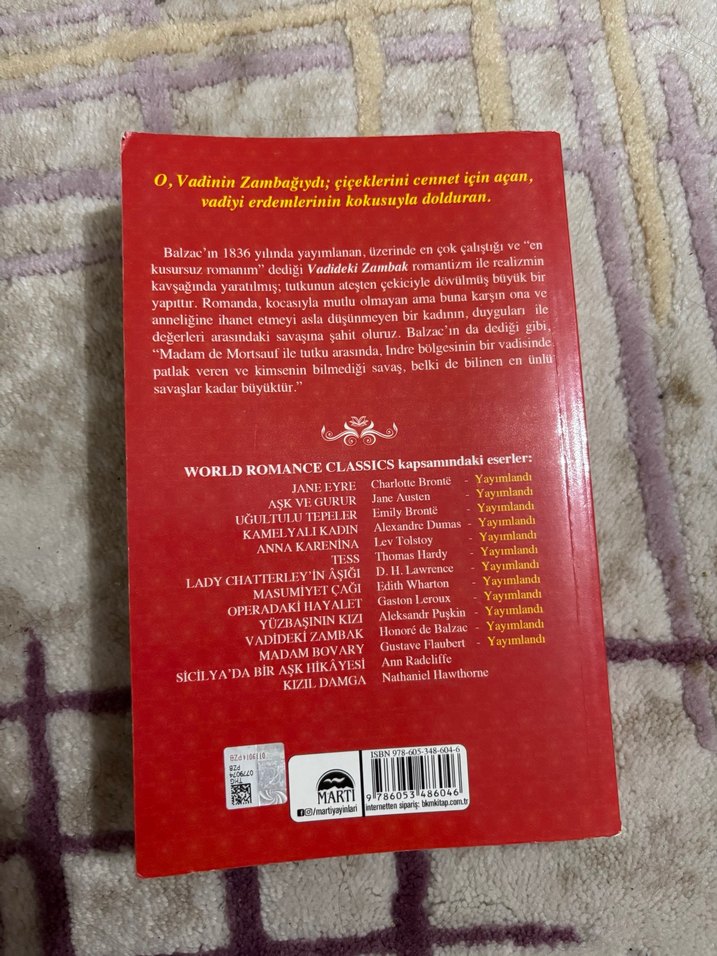 O, Vadinin Zambağıydı; çiçeklerini cennet için açan,
vadiyi erdemlerinin kokusuyla dolduran.
Balzac’ın 1836 yılında yayımlanan, üzerinde en çok çalıştığı ve “en
kusursuz romanım” dediği Vadideki Zambak romantizm ile realizmin
kavşağında yaratılmış; tutkunun ateşten çekiciyle dövülmüş büyük bir
yapıttır. Romanda, kocasıyla mutlu olmayan ama buna karşın ona ve
anneliğine ihanet etmeyi asla düşünmeyen bir kadının, duyguları ile
değerleri arasındaki savaşına şahit oluruz. Balzac’ın da dediği gibi,
“Madam de Mortsauf ile tutku arasında, Indre bölgesinin bir vadisinde
patlak veren ve kimsenin bilmediği savaş, belki de bilinen en ünlü
savaşlar kadar büyüktür.”
WORLD ROMANCE CLASSICS kapsamındaki eserler:
JANE EYRE Charlotte Brontë - Yayımlandı
AŞK VE GURUR Jane Austen - Yayımlandı
UĞULTULU TEPELER Emily Brontë - Yayımlandı
KAMELYALI KADIN Alexandre Dumas - Yayımlandı
ANNA KARENİNA Lev Tolstoy - Yayımlandı
TESS Thomas Hardy - Yayımlandı
LADY CHATTERLEY’İN ÂŞIĞI D. H. Lawrence - Yayımlandı
MASUMİYET ÇAĞI Edith Wharton - Yayımlandı
OPERADAKİ HAYALET Gaston Leroux - Yayımlandı
YÜZBAŞININ KIZI Aleksandr Puşkin - Yayımlandı
VADİDEKİ ZAMBAK Honoré de Balzac - Yayımlandı
MADAM BOVARY Gustave Flaubert - Yayımlandı
SİCİLYA’DA BİR AŞK HİKÂYESİ Ann Radcliffe
KIZIL DAMGA Nathaniel Hawthorne
THG
0779074
PZB
D119014PZB
MARTI
/martiyayinlari
ISBN 978-605-348-604-6
9 786053 486046
internetten sipariş: bkmkitap.com.tr